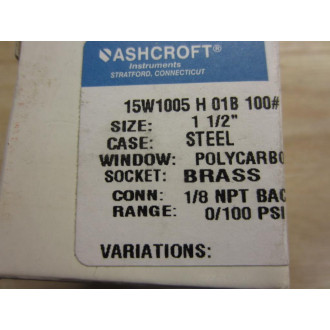 ASHCROFT®
Instruments
STRATFORD, CONNECTICUT
15W1005 H 01B 100#
SIZE: 1 1/2"
CASE: STEEL
WINDOW: POLYCARBO
SOCKET: BRASS
CONN: 1/8 NPT BAC
RANGE: 0/100 PSI
VARIATIONS: